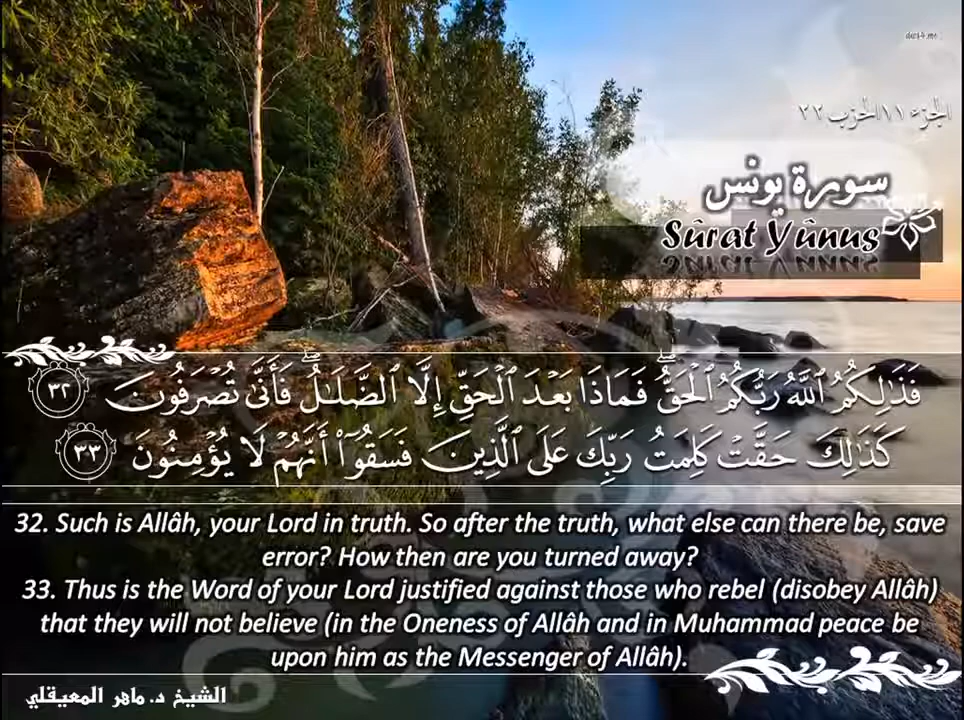 الجزء ١١ الحزب ٢٢
سورة يونس
Sûrat Yûnus
فَذَٰلِكُمُ ٱللَّهُ رَبُّكُمُ ٱلْحَقُّ ۖ فَمَاذَا بَعْدَ ٱلْحَقِّ إِلَّا ٱلضَّلَـٰلُ ۖ فَأَنَّىٰ تُصْرَفُونَ ٣٢
كَذَٰلِكَ حَقَّتْ كَلِمَتُ رَبِّكَ عَلَى ٱلَّذِينَ فَسَقُوٓا۟ أَنَّهُمْ لَا يُؤْمِنُونَ ٣٣
32. Such is Allâh, your Lord in truth. So after the truth, what else can there be, save
error? How then are you turned away?
33. Thus is the Word of your Lord justified against those who rebel (disobey Allâh)
that they will not believe (in the Oneness of Allâh and in Muhammad peace be
upon him as the Messenger of Allâh).
الشيخ د. ماهر المعيقلي